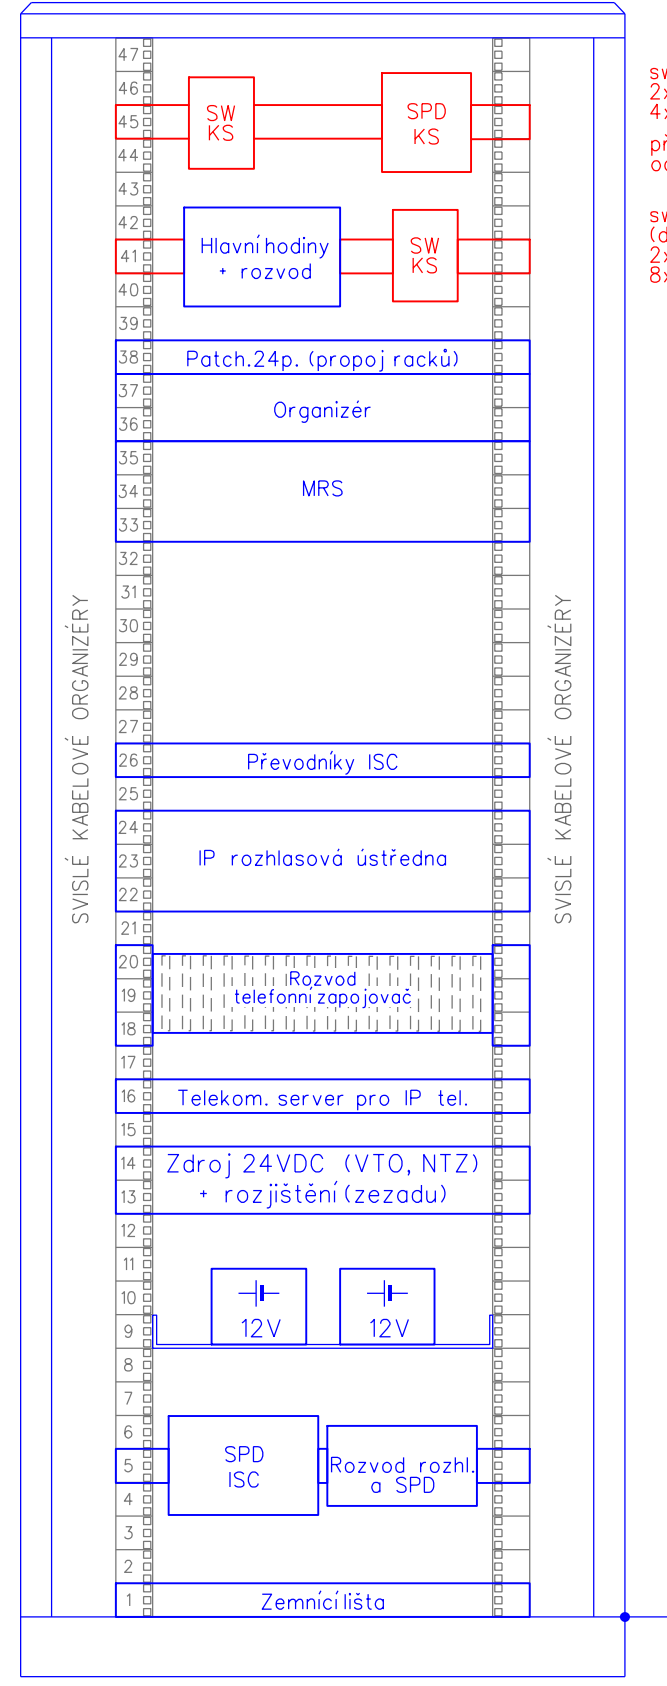 47
46
45
44
43
42
41
40
39
38
37
36
35
34
33
32
31
30
29
28
27
26
25
24
23
22
21
20
19
18
17
16
15
14
13
12
11
10
9
8
7
6
5
4
3
2
1
SW
KS
SPD
KS
Hlavní hodiny
+ rozvod
SW
KS
Patch.24p. (propoj racků)
Organizér
MRS
Převodníky ISC
IP rozhlasová ústředna
Rozvod
telefonní zapojovač
Telekom. server pro IP tel.
Zdroj 24VDC (VTO, NTZ)
+ rozjištění (zezadu)
12V
12V
SPD
ISC
Rozvod rozhl.
a SPD
Zemnící lišta
SVISLÉ KABELOVÉ ORGANIZÉRY
SVISLÉ KABELOVÉ ORGANIZÉRY